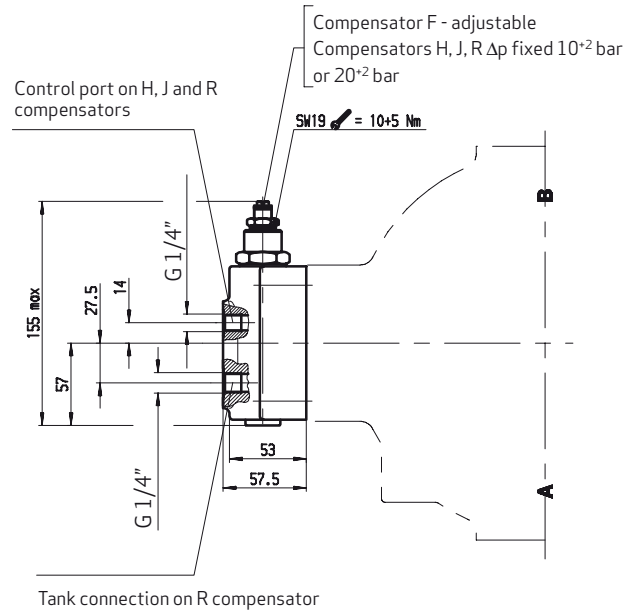 Compensator F - adjustable
Compensators H, J, R Δp fixed 10⁺² bar
or 20⁺² bar
Control port on H, J and R
compensators
SW19 = 10+5 Nm
B
G 1/4”
14
27.5
155 max
57
53
57.5
G 1/4”
A
Tank connection on R compensator